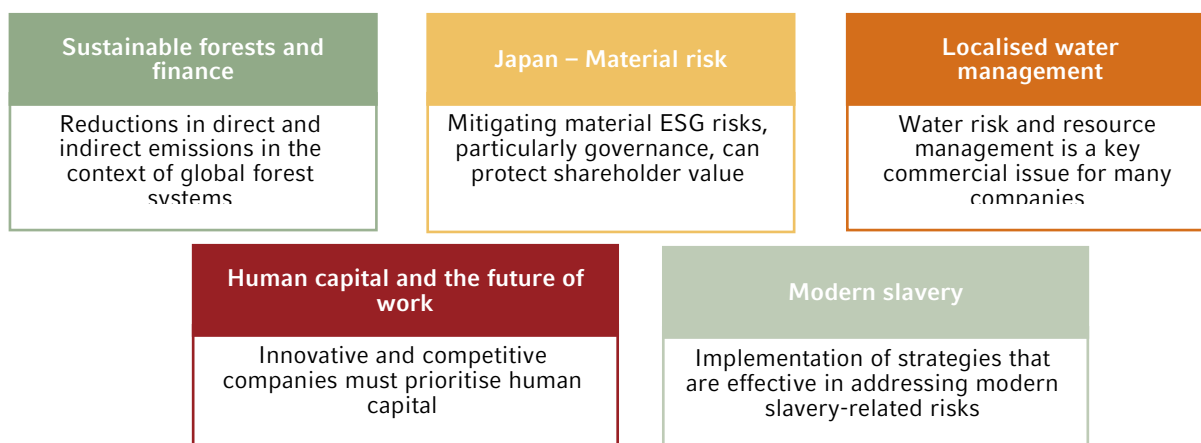 Sustainable forests and
finance
Reductions in direct and
indirect emissions in the
context of global forest
systems
Japan – Material risk
Mitigating material ESG risks,
particularly governance, can
protect shareholder value
Localised water
management
Water risk and resource
management is a key
commercial issue for many
companies
Human capital and the future of
work
Innovative and competitive
companies must prioritise human
capital
Modern slavery
Implementation of strategies that
are effective in addressing modern
slavery-related risks